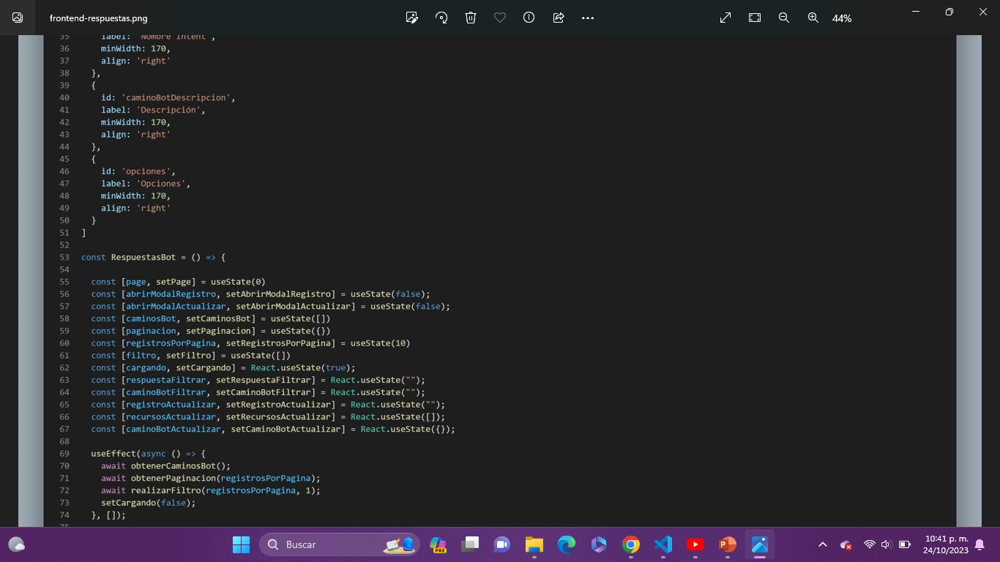 frontend-respuestas.png
44%
35 label: 'Nombre Intent',
36 minWidth: 170,
37 align: 'right'
38 },
39 {
40 id: 'caminoBotDescripcion',
41 label: 'Descripción',
42 minWidth: 170,
43 align: 'right'
44 },
45 {
46 id: 'opciones',
47 label: 'Opciones',
48 minWidth: 170,
49 align: 'right'
50 }
51 ]
52
53 const RespuestasBot = () => {
54
55 const [page, setPage] = useState(0)
56 const [abrirModalRegistro, setAbrirModalRegistro] = useState(false);
57 const [abrirModalActualizar, setAbrirModalActualizar] = useState(false);
58 const [caminosBot, setCaminosBot] = useState([])
59 const [paginacion, setPaginacion] = useState({})
60 const [registrosPorPagina, setRegistrosPorPagina] = useState(10)
61 const [filtro, setFiltro] = useState([])
62 const [cargando, setCargando] = React.useState(true);
63 const [respuestaFiltrar, setRespuestaFiltrar] = React.useState("");
64 const [caminoBotFiltrar, setCaminoBotFiltrar] = React.useState("");
65 const [registroActualizar, setRegistroActualizar] = React.useState("");
66 const [recursosActualizar, setRecursosActualizar] = React.useState([]);
67 const [caminoBotActualizar, setCaminoBotActualizar] = React.useState({});
68
69 useEffect(async () => {
70 await obtenerCaminosBot();
71 await obtenerPaginacion(registrosPorPagina);
72 await realizarFiltro(registrosPorPagina, 1);
73 setCargando(false);
74 }, []);
75
Buscar
PRE
10:41 p. m.
24/10/2023